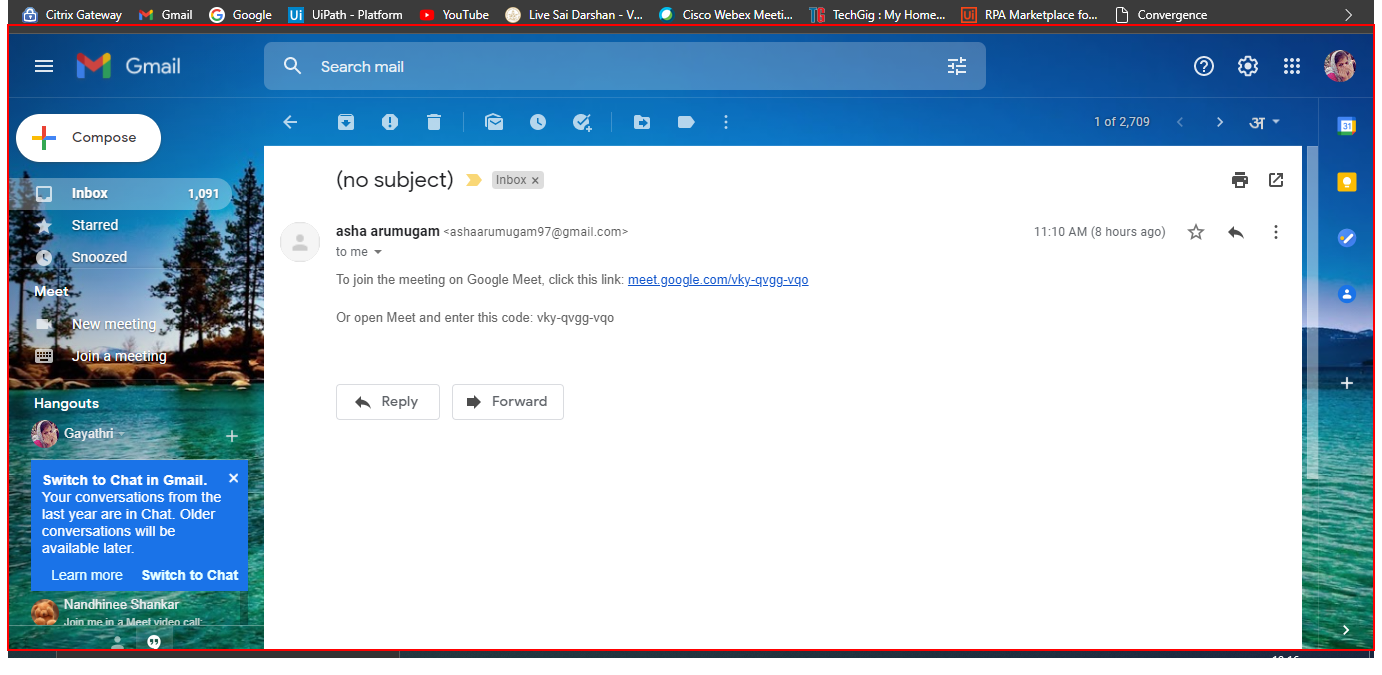 Citrix Gateway Gmail Google Ui UiPath - Platform YouTube Live Sai Darshan - V... Cisco Webex Meeti... TG TechGig : My Home... Ui RPA Marketplace fo... Convergence
Gmail
Search mail
Compose
1 of 2,709
अ
31
Inbox 1,091
Starred
Snoozed
Meet
New meeting
Join a meeting
Hangouts
Gayathri
Switch to Chat in Gmail.
Your conversations from the
last year are in Chat. Older
conversations will be
available later.
Learn more Switch to Chat
Nandhinee Shankar
Join me in a Meet video call:
(no subject)
Inbox ×
asha arumugam <ashaarumugam97@gmail.com>
11:10 AM (8 hours ago)
to me
To join the meeting on Google Meet, click this link: meet.google.com/vky-qvgg-vqo
Or open Meet and enter this code: vky-qvgg-vqo
Reply
Forward